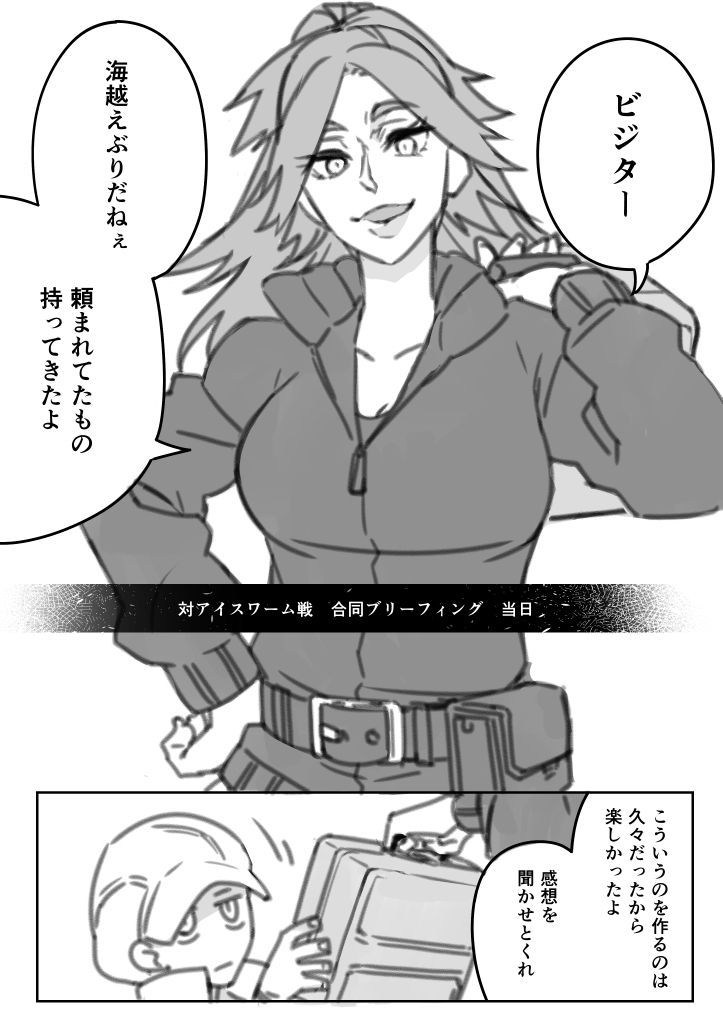 ビジター
海越えぶりだねぇ
頼まれてたもの
持ってきたよ
対アイスワーム戦　合同ブリーフィング　当日
こういうのを作るのは
久々だったから
楽しかったよ
感想を
聞かせとくれ